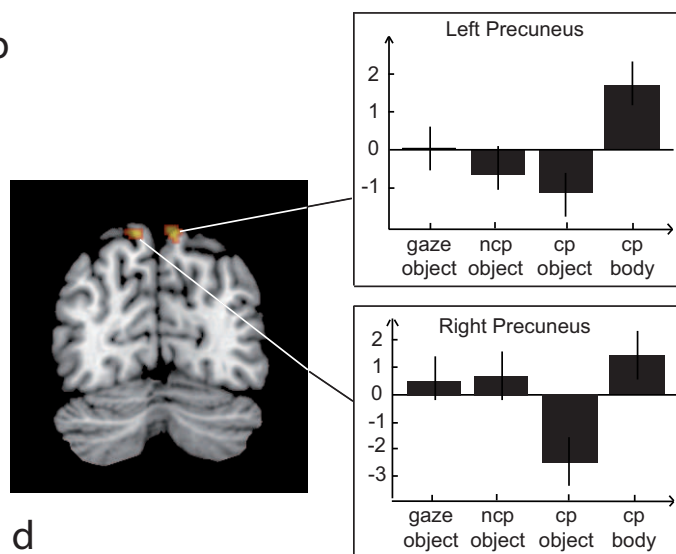 Left Precuneus
2
1
0
-1
gaze ncp cp cp
object object object body
Right Precuneus
2
1
0
-1
-2
-3
gaze ncp cp cp
object object object body
d